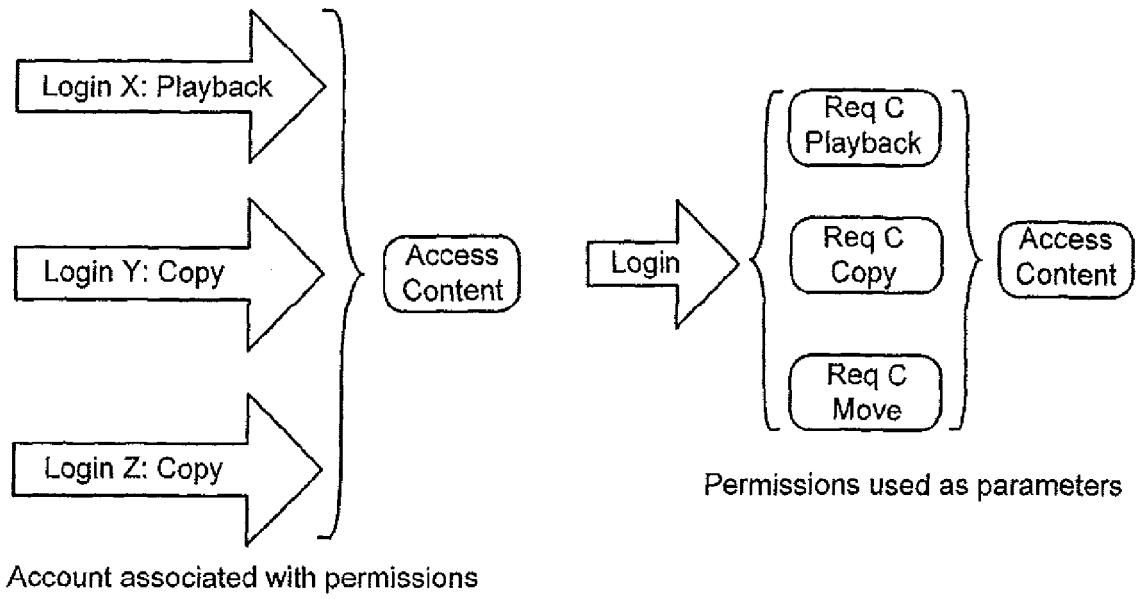 Login X: Playback
Login Y: Copy
Login Z: Copy
Access
Content
Account associated with permissions
Login
Req C
Playback
Req C
Copy
Req C
Move
Access
Content
Permissions used as parameters